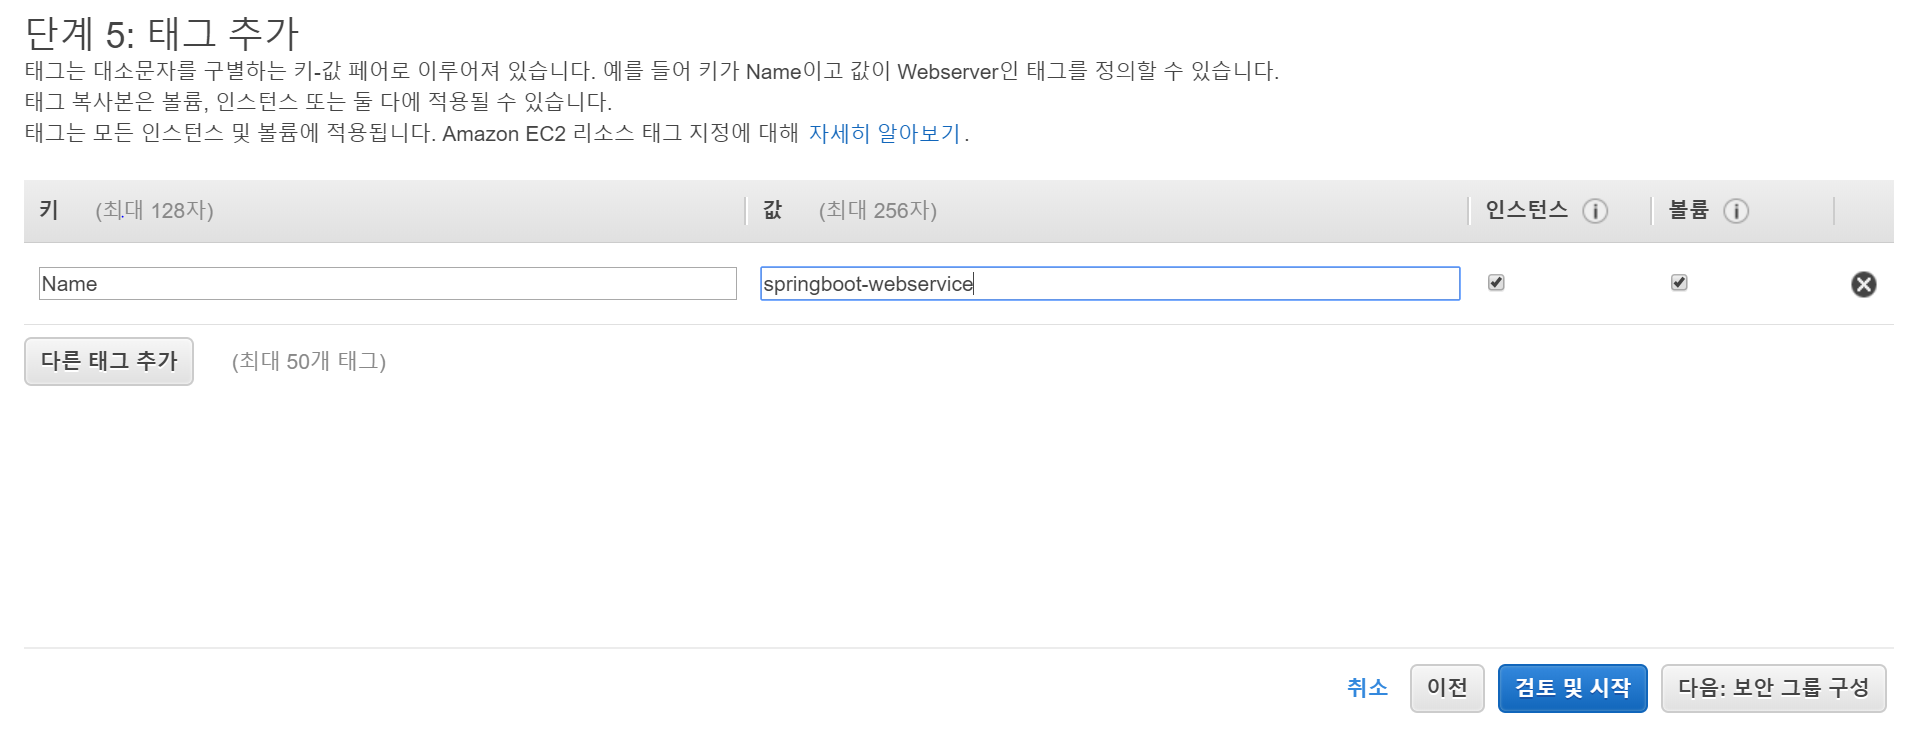 단계 5: 태그 추가
태그는 대소문자를 구별하는 키-값 페어로 이루어져 있습니다. 예를 들어 키가 Name이고 값이 Webserver인 태그를 정의할 수 있습니다.
태그 복사본은 볼륨, 인스턴스 또는 둘 다에 적용될 수 있습니다.
태그는 모든 인스턴스 및 볼륨에 적용됩니다. Amazon EC2 리소스 태그 지정에 대해 자세히 알아보기.
키 (최대 128자) 값 (최대 256자) 인스턴스 i 볼륨 i
Name springboot-webservice
다른 태그 추가 (최대 50개 태그)
취소 이전 검토 및 시작 다음: 보안 그룹 구성